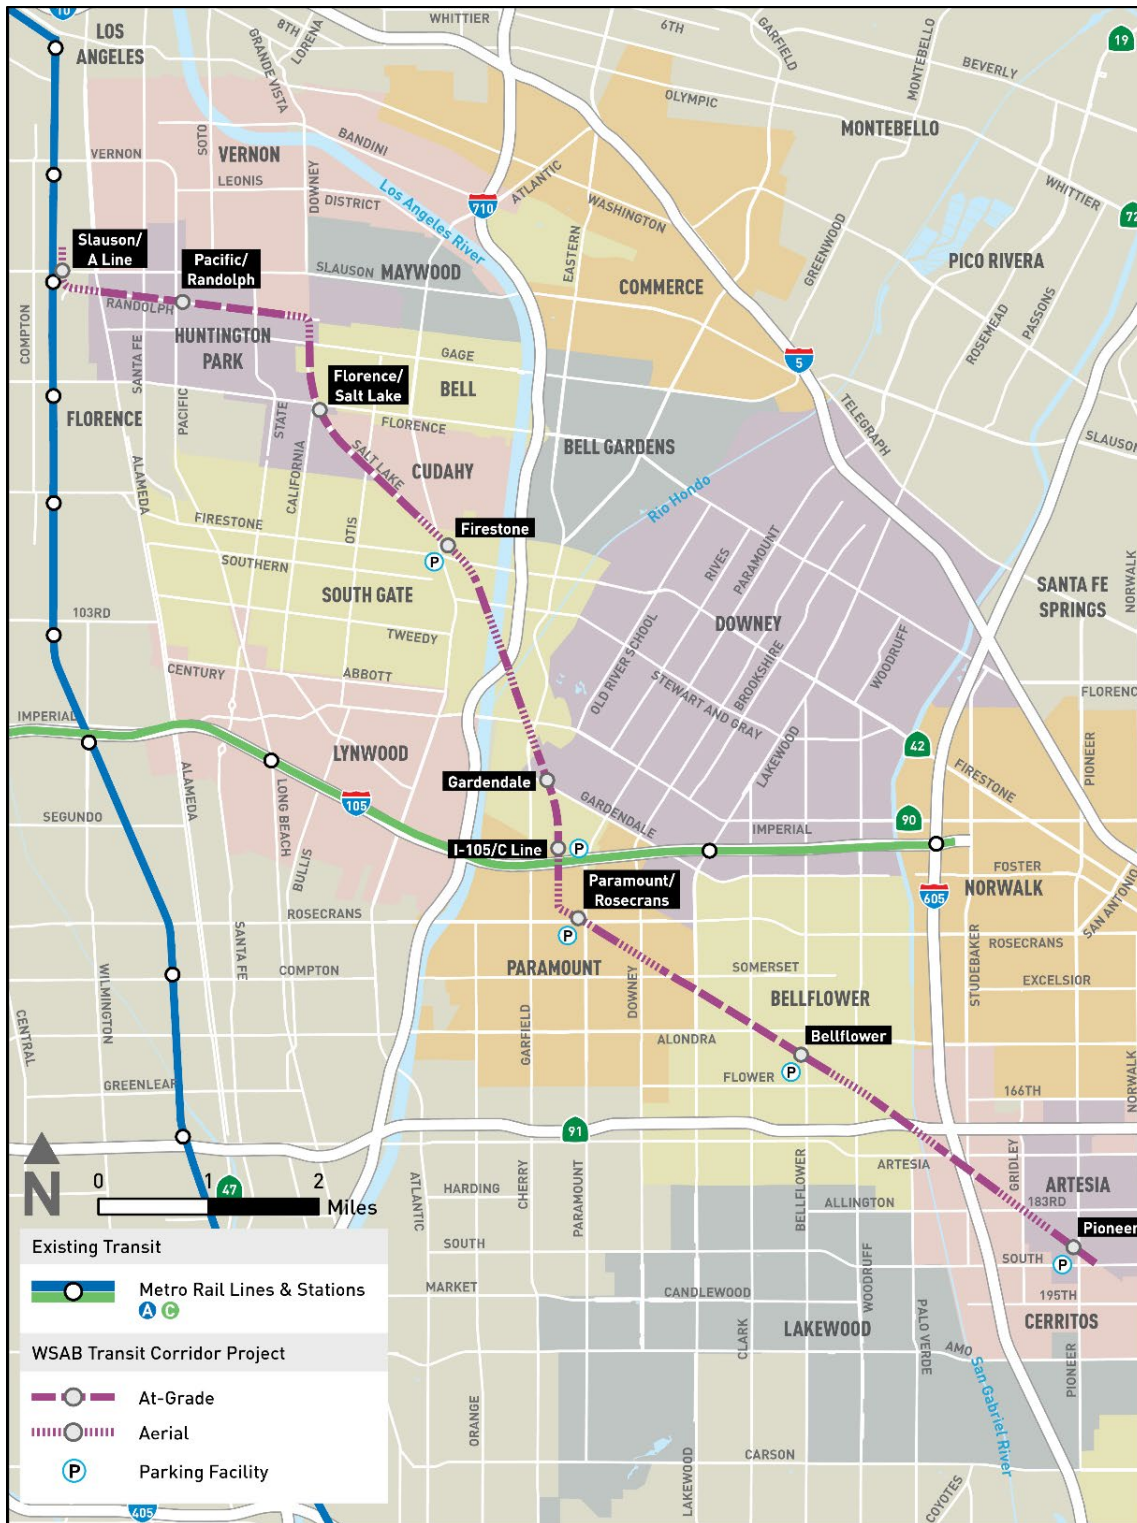 10
LOS
ANGELES
8TH
LORENA
GRANDE VISTA
WHITTIER
6TH
GARFIELD
MONTEBELLO
19
BEVERLY
OLYMPIC
MONTEBELLO
BANDINI
SOTO
VERNON
VERNON
LEONIS
DOWNEY
DISTRICT
Los Angeles River
710
ATLANTIC
WASHINGTON
WHITTIER
72
Slauson/
A Line
Pacific/
Randolph
SLAUSON
MAYWOOD
EASTERN
COMMERCE
GREENWOOD
PICO RIVERA
PASSONS
ROSEMEAD
RANDOLPH
HUNTINGTON
PARK
COMPTON
SANTA FE
PACIFIC
GAGE
BELL
5
Florence/
Salt Lake
FLORENCE
STATE
FLORENCE
TELEGRAPH
SLAUSON
BELL GARDENS
ALAMEDA
CALIFORNIA
SALT LAKE
CUDAHY
Rio Hondo
FIRESTONE
OTIS
Firestone
P
SOUTHERN
RIVES
PARAMOUNT
SOUTH GATE
SANTA FE
SPRINGS
NORWALK
103RD
TWEEDY
OLD RIVER SCHOOL
DOWNEY
BROOKSHIRE
WOODRUFF
CENTURY
ABBOTT
STEWART AND GRAY
FLORENC
IMPERIAL
LYNWOOD
LAKEWOOD
42
PIONEER
FIRESTONE
ALAMEDA
Gardendale
GARDENDALE
105
LONG BEACH
SEGUNDO
IMPERIAL
90
BULLIS
I-105/C Line
P
FOSTER
Paramount/
Rosecrans
605
NORWALK
SAN ANTONIO
ROSECRANS
P
ROSECRANS
SANTA FE
COMPTON
PARAMOUNT
DOWNEY
SOMERSET
BELLFLOWER
STUDEBAKER
EXCELSIOR
WILMINGTON
CENTRAL
GARFIELD
ALONDRA
Bellflower
P
FLOWER
GREENLEAF
166TH
NORWALK
91
N
0
1
2
Miles
47
ATLANTIC
HARDING
CHERRY
PARAMOUNT
BELLFLOWER
ARTESIA
GRIDLEY
ARTESIA
ALLINGTON
183RD
Pioneer
P
SOUTH
WOODRUFF
SOUTH
MARKET
CANDLEWOOD
195TH
CERRITOS
LAKEWOOD
CLARK
PALO VERDE
AMO
PIONEER
San Gabriel River
ORANGE
LAKEWOOD
CARSON
COYOTES
405
Existing Transit
Metro Rail Lines & Stations
A C
WSAB Transit Corridor Project
At-Grade
Aerial
P Parking Facility